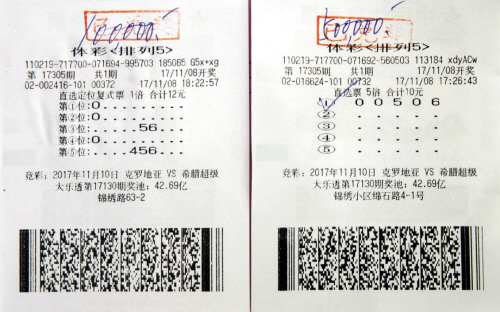 100000.
体彩<排列5>
110219-717700-071694-995703 185065 G5x+xg
第 17305期 共1期 17/11/08开奖
02-002416-101 00372 17/11/08 18:22:57
直选定位复式票 1倍 合计12元
第①位:0.........
第②位:0.........
第③位:.....56...
第④位:0.........
第⑤位:....456...
竞彩: 2017年11月10日 克罗地亚 VS 希腊超级
大乐透第17130期奖池: 42.69亿
锦绣路63-2
500000.
体彩<排列5>
110219-717700-071692-560503 113184 xdyACw
第 17305期 共1期 17/11/08开奖
02-016624-101 00732 17/11/08 17:26:43
直选票 5倍 合计10元
① 0 0 5 0 6
②
③
④
⑤
竞彩: 2017年11月10日 克罗地亚 VS 希腊超级
大乐透第17130期奖池: 42.69亿
锦绣小区绵石路4-1号